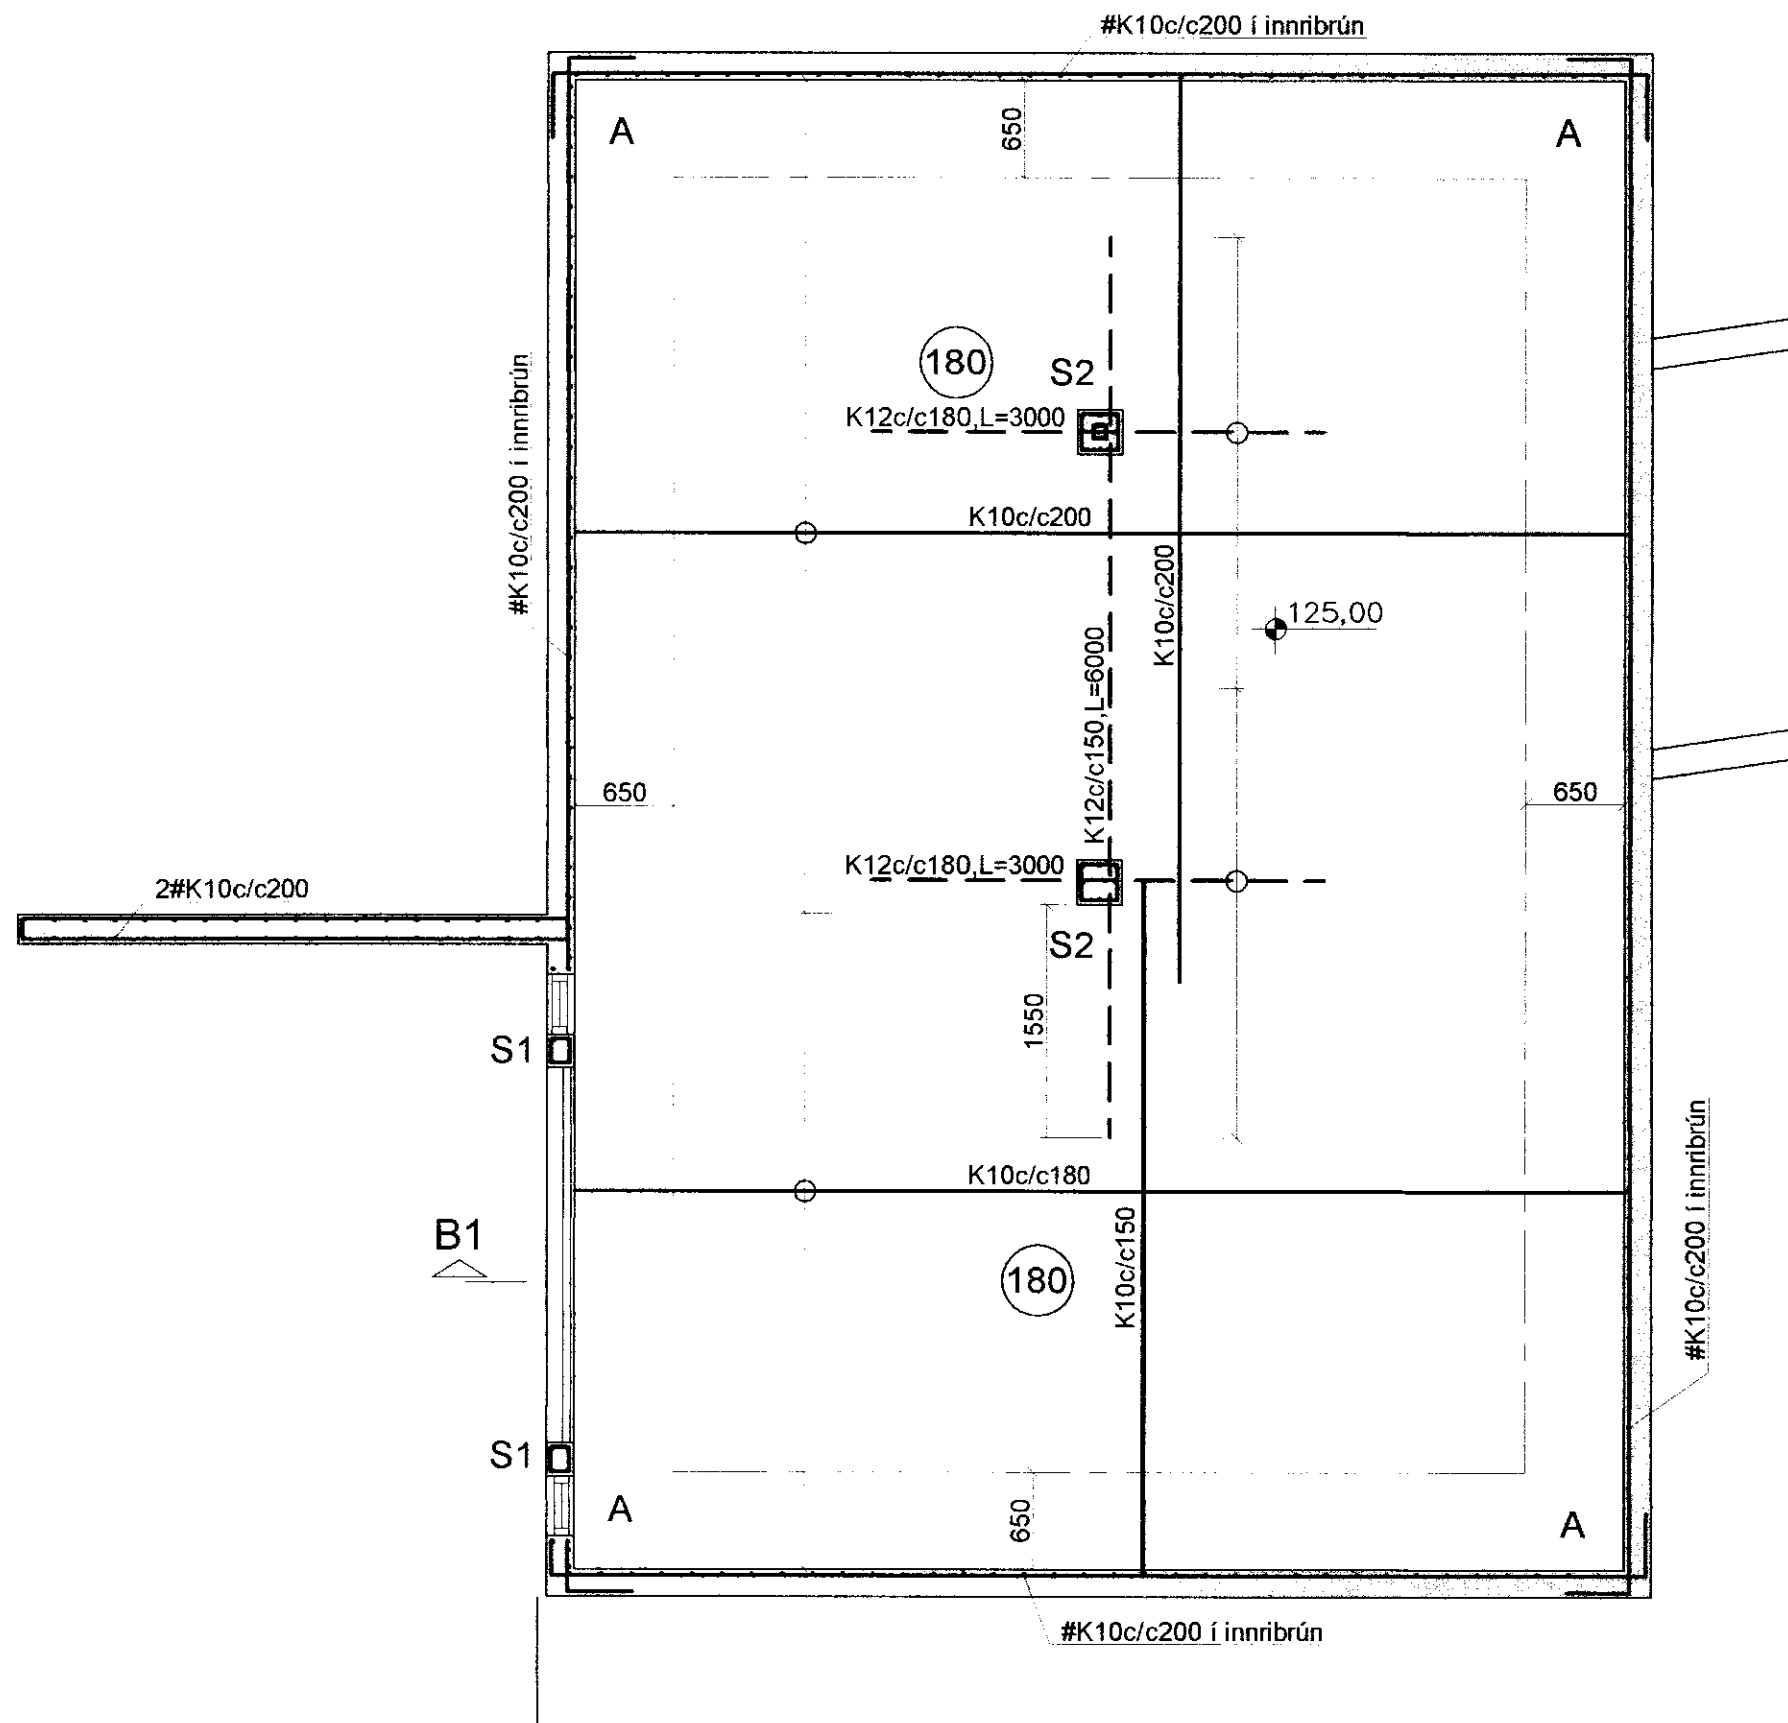 #K10c/c200 í innribrún
A
650
A
180
S2
#K10c/c200 í innribrún
K12c/c180,L=3000
K10c/c200
K10c/c200
125,00
K12c/c150,L=6000
650
650
K12c/c180,L=3000
2#K10c/c200
S2
1550
S1
#K10c/c200 í innribrún
K10c/c180
B1
K10c/c150
180
S1
A
650
A
#K10c/c200 í innribrún